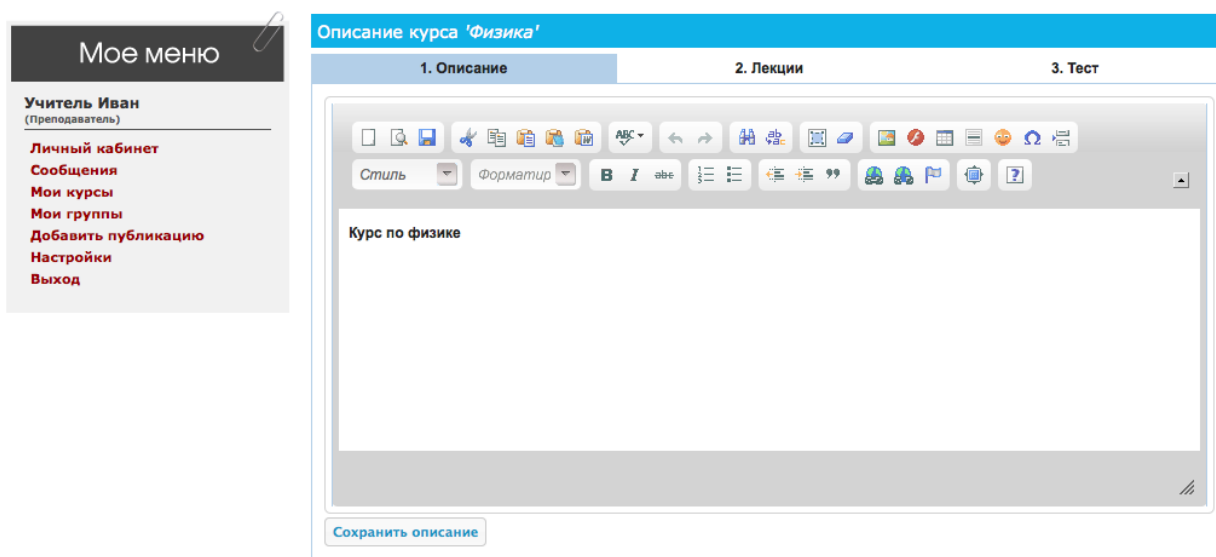 Мое меню
Учитель Иван
(Преподаватель)
Личный кабинет
Сообщения
Мои курсы
Мои группы
Добавить публикацию
Настройки
Выход
Описание курса 'Физика'
1. Описание
2. Лекции
3. Тест
ABC
Стиль
Форматир
B I abc
Курс по физике
Сохранить описание